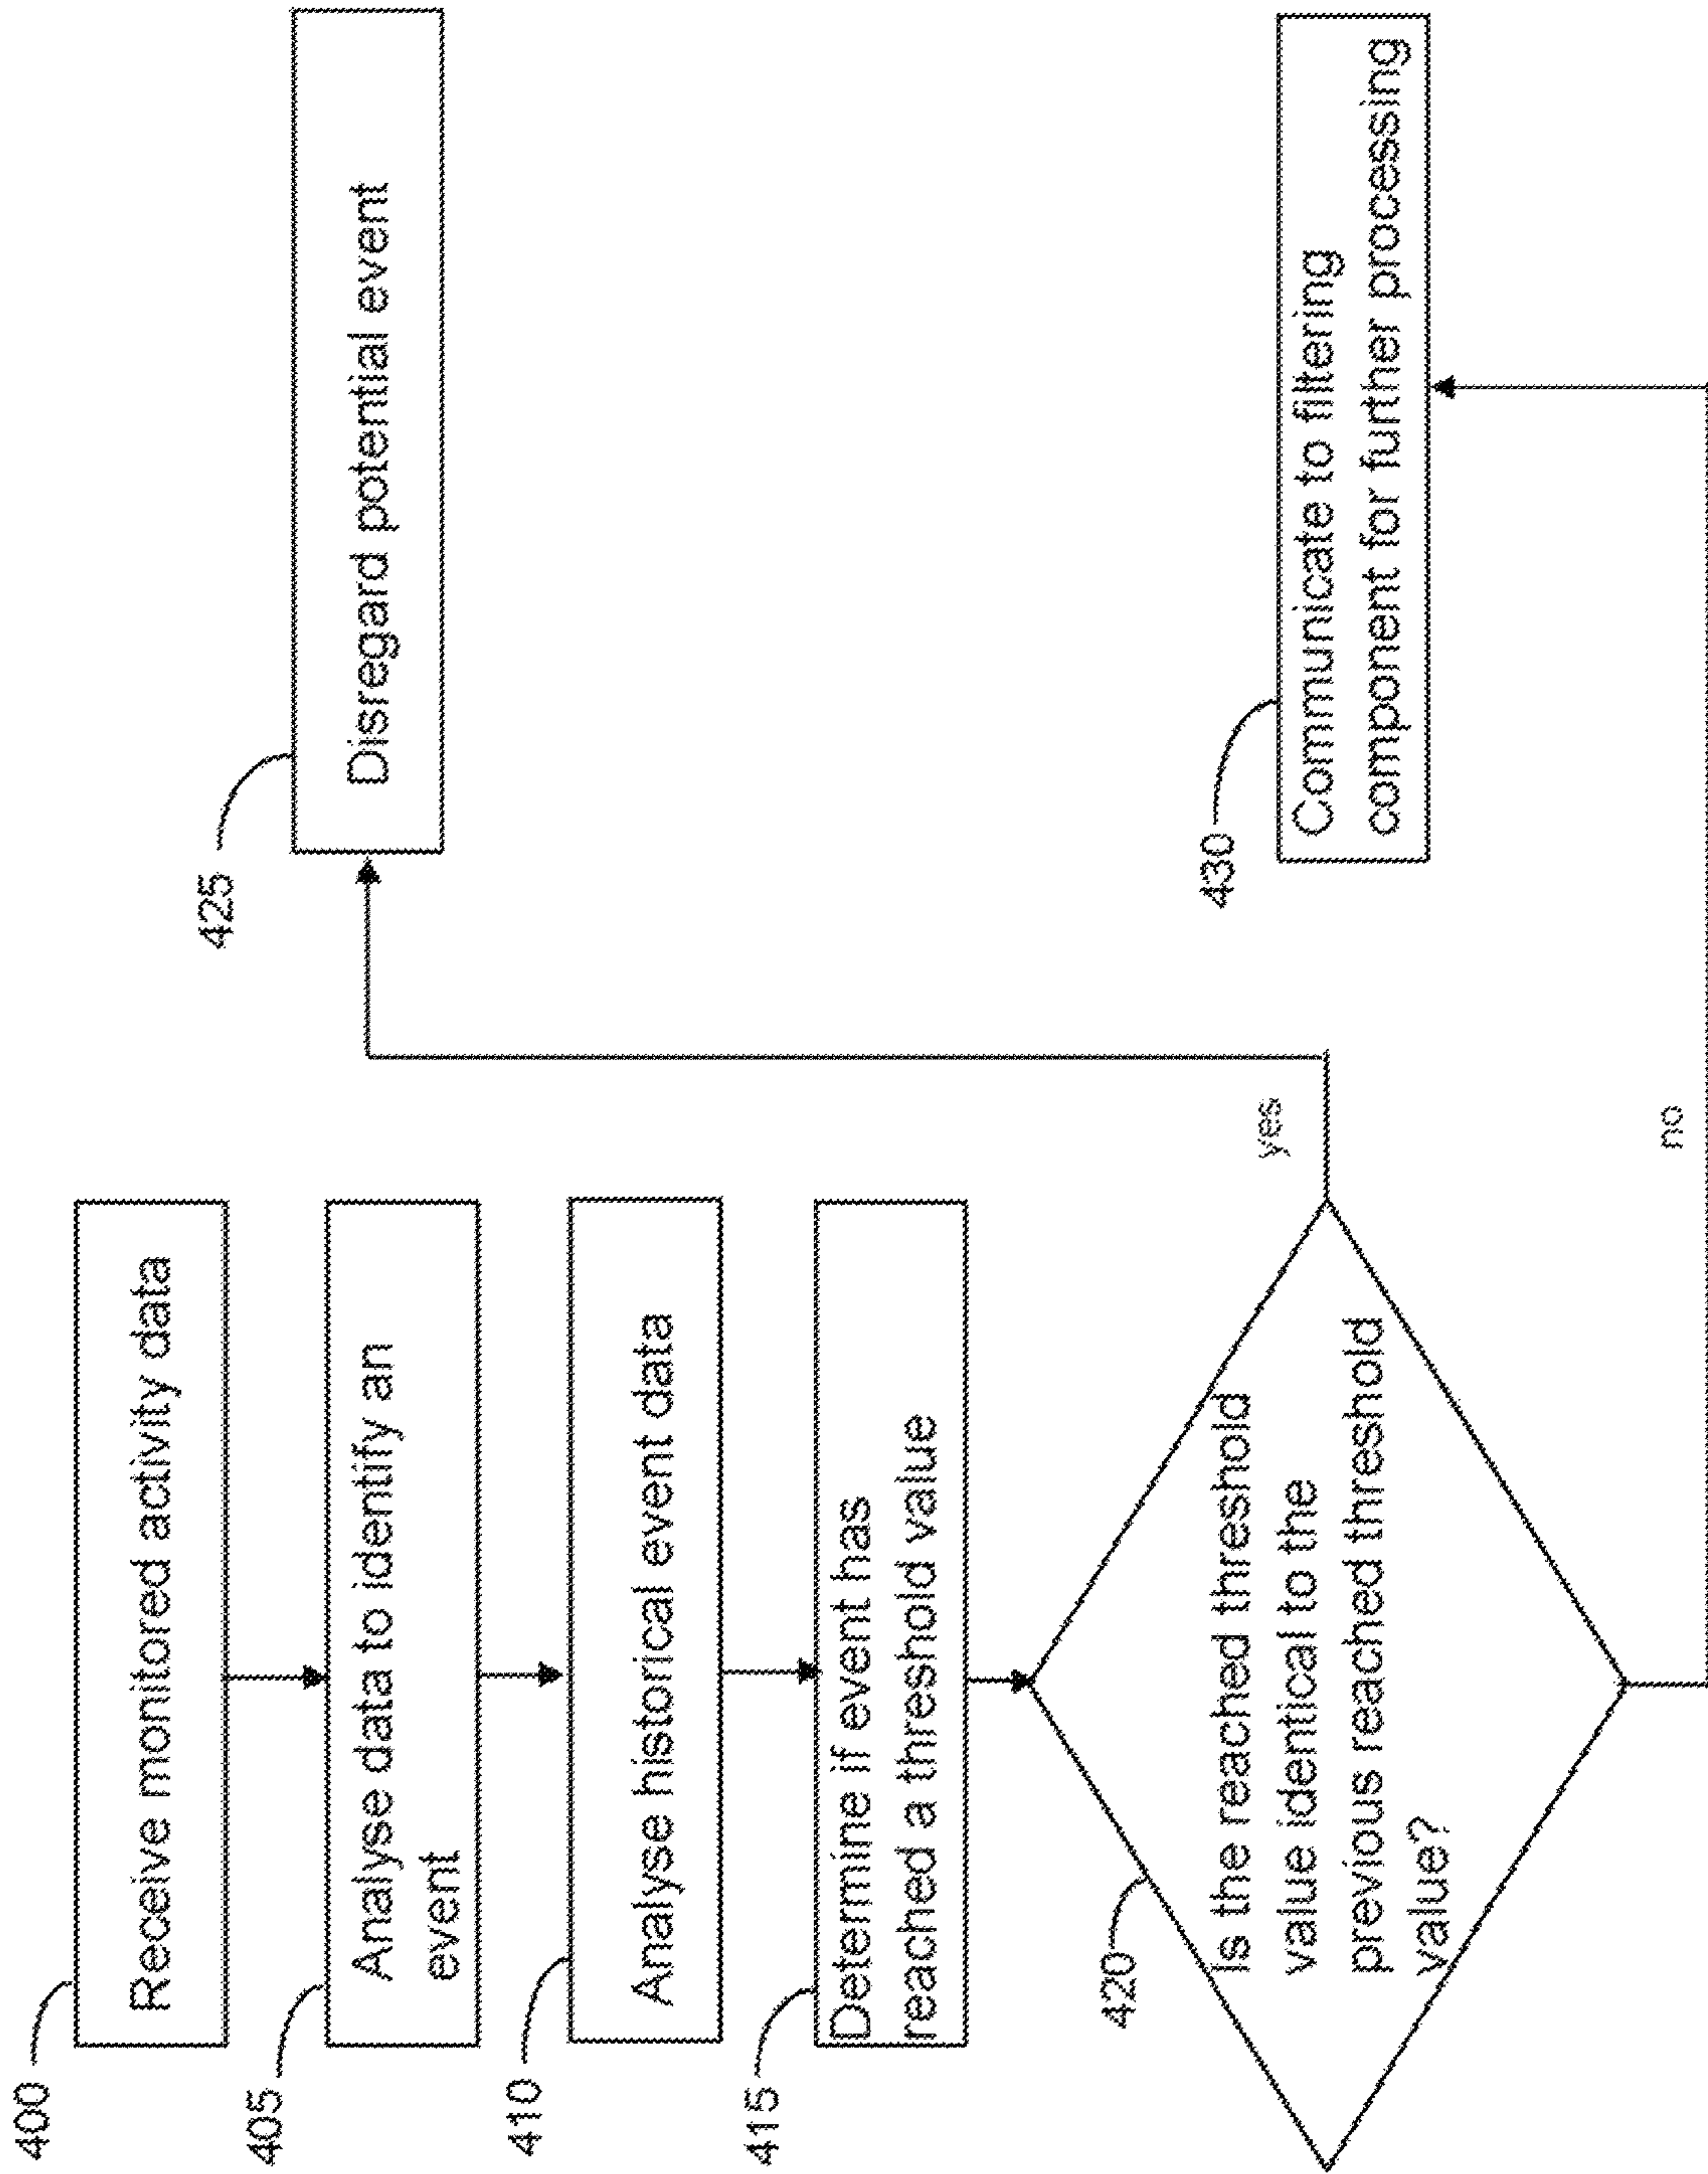 400
Receive monitored activity data
405
Analyse data to identify an
event
410
Analyse historical event data
415
Determine if event has
reached a threshold value
420
Is the reached threshold
value identical to the
previous reached threshold
value?
yes
no
425
Disregard potential event
430
Communicate to filtering
component for further processing